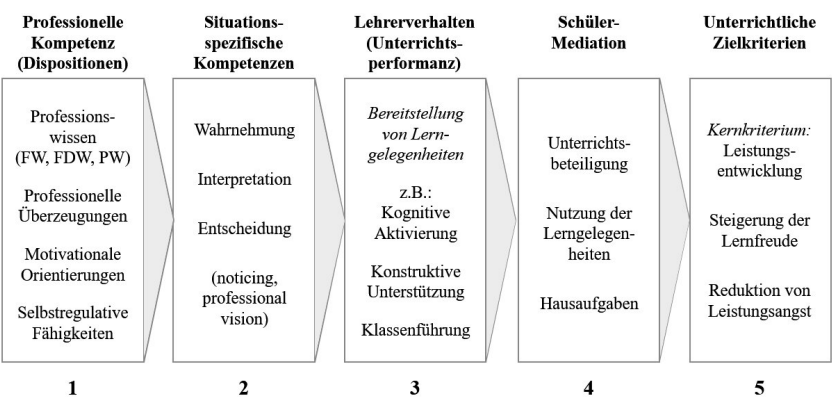 Professionelle
Kompetenz
(Dispositionen)
Professions-
wissen
(FW, FDW, PW)
Professionelle
Überzeugungen
Motivationale
Orientierungen
Selbstregulative
Fähigkeiten
1
Situations-
spezifische
Kompetenzen
Wahrnehmung
Interpretation
Entscheidung
(noticing,
professional
vision)
2
Lehrerverhalten
(Unterrichts-
performanz)
Bereitstellung
von Lern-
gelegenheiten
z.B.:
Kognitive
Aktivierung
Konstruktive
Unterstützung
Klassenführung
3
Schüler-
Mediation
Unterrichts-
beteiligung
Nutzung der
Lerngelegen-
heiten
Hausaufgaben
4
Unterrichtliche
Zielkriterien
Kernkriterium:
Leistungs-
entwicklung
Steigerung der
Lernfreude
Reduktion von
Leistungsangst
5